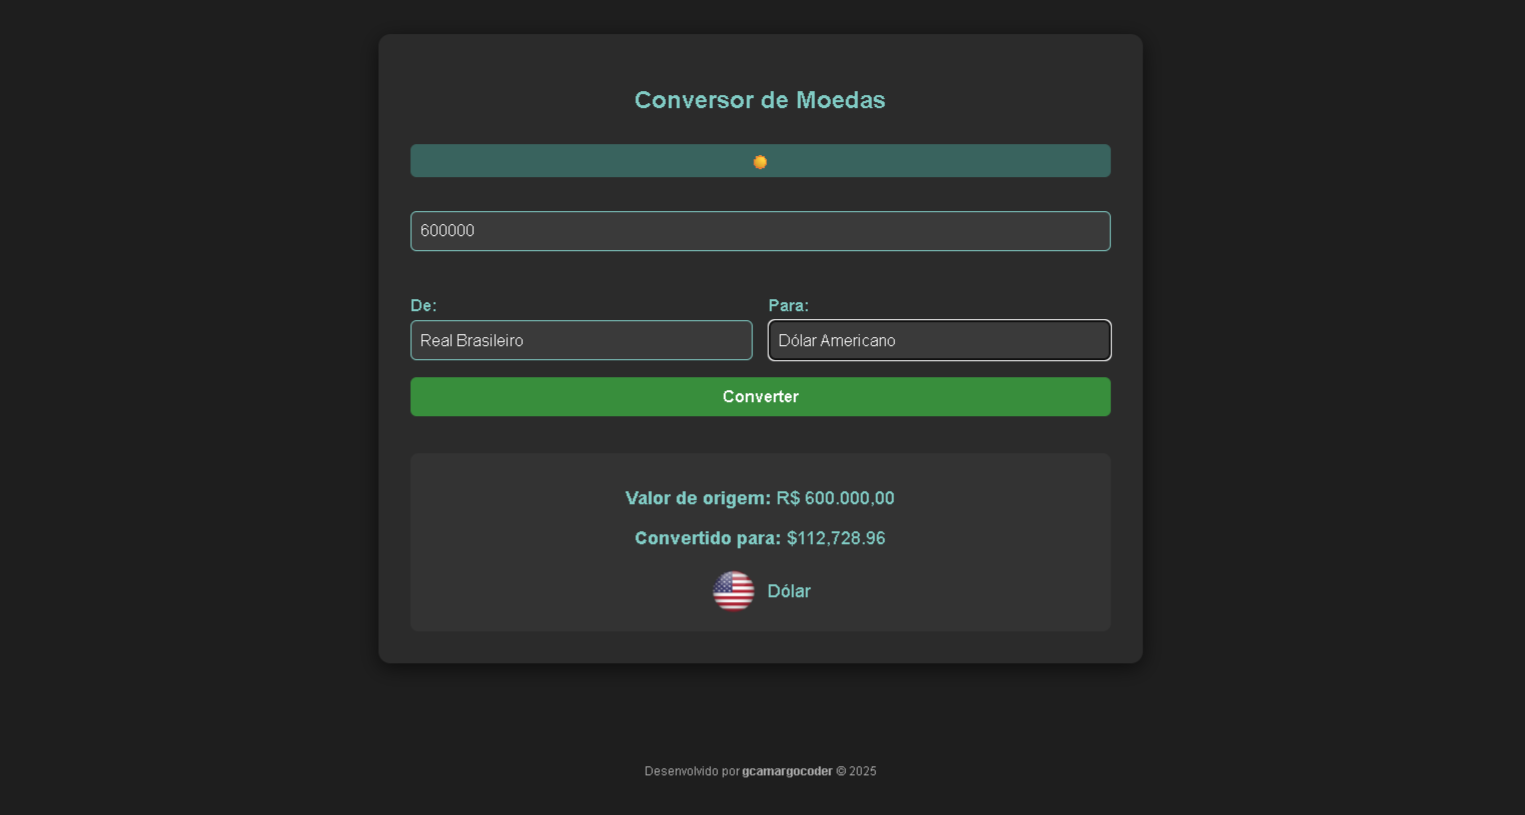 Conversor de Moedas
600000
De:
Para:
Real Brasileiro
Dólar Americano
Converter
Valor de origem: R$ 600.000,00
Convertido para: $112,728.96
Dólar
Desenvolvido por gcamargocoder © 2025